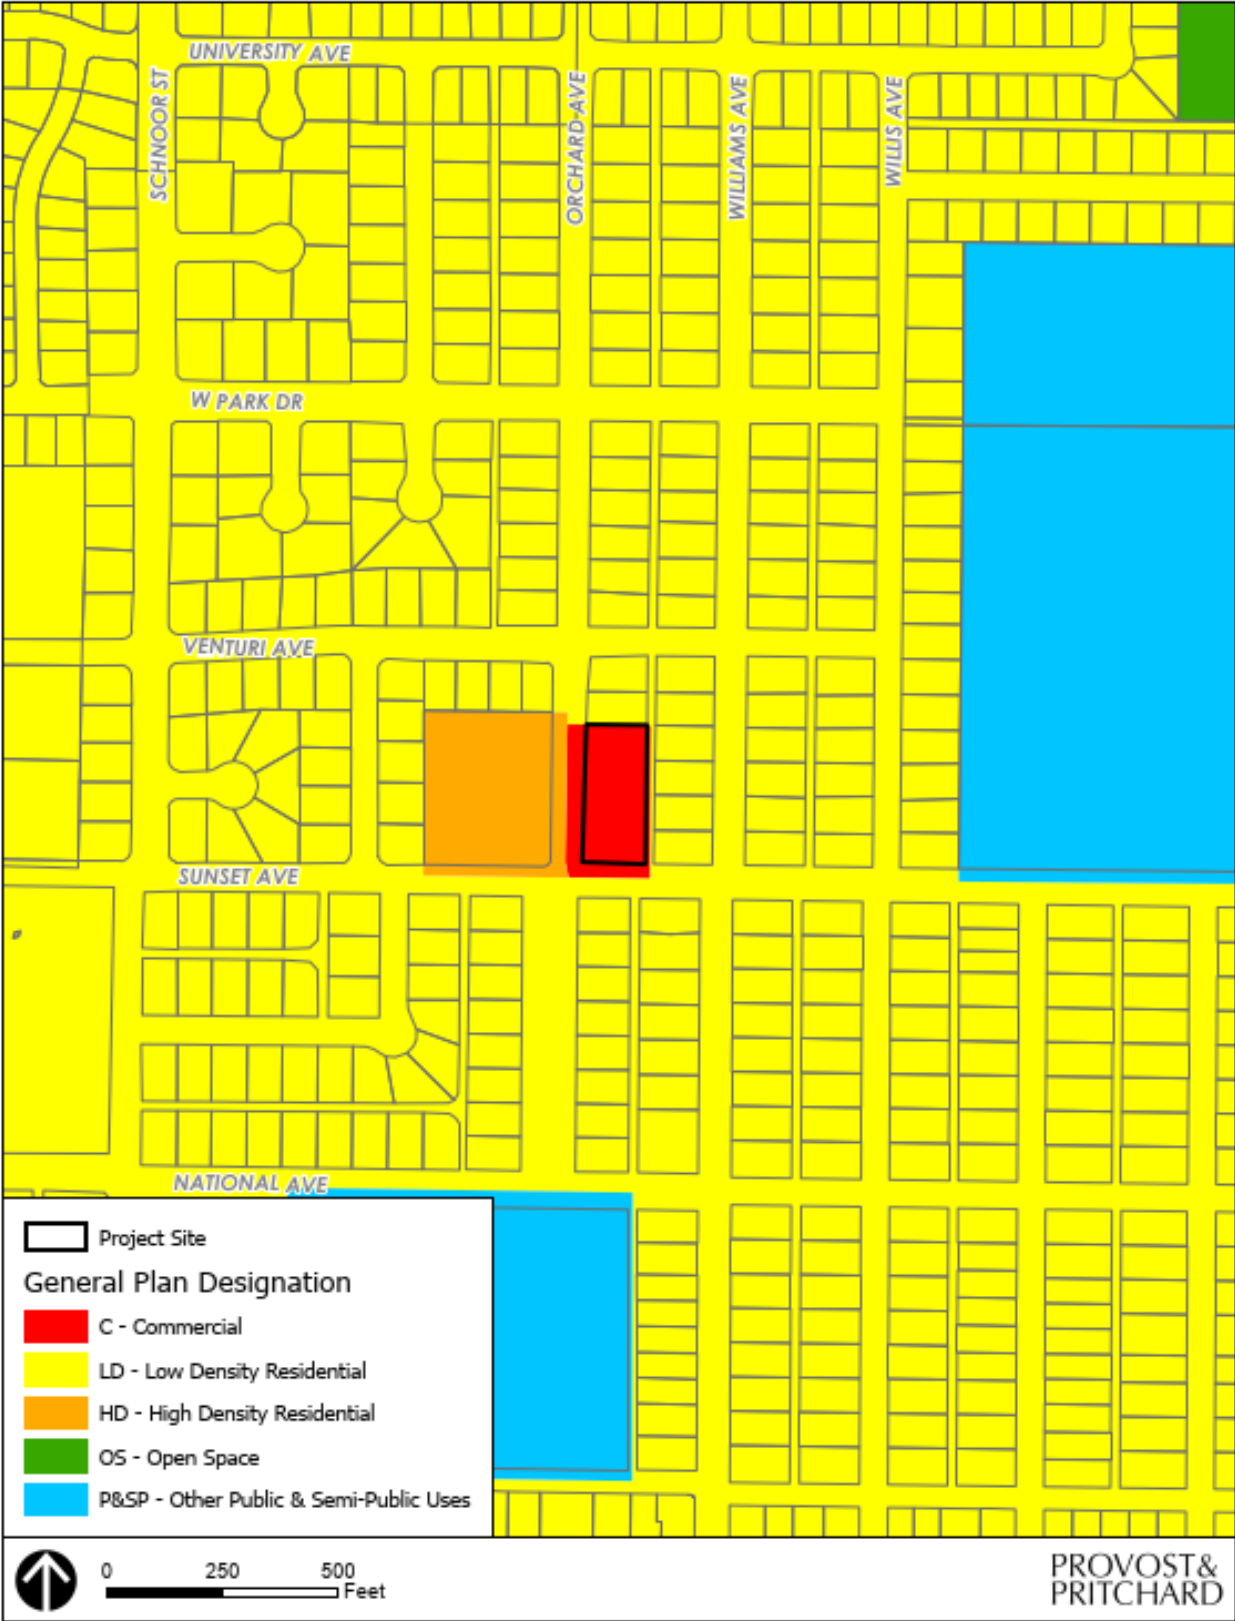 UNIVERSITY AVE
SCHNOOR ST
ORCHARD AVE
WILLIAMS AVE
WILLIS AVE
W PARK DR
VENTURI AVE
SUNSET AVE
NATIONAL AVE
Project Site
General Plan Designation
C - Commercial
LD - Low Density Residential
HD - High Density Residential
OS - Open Space
P&SP - Other Public & Semi-Public Uses
0 250 500
Feet
PROVOST&
PRITCHARD